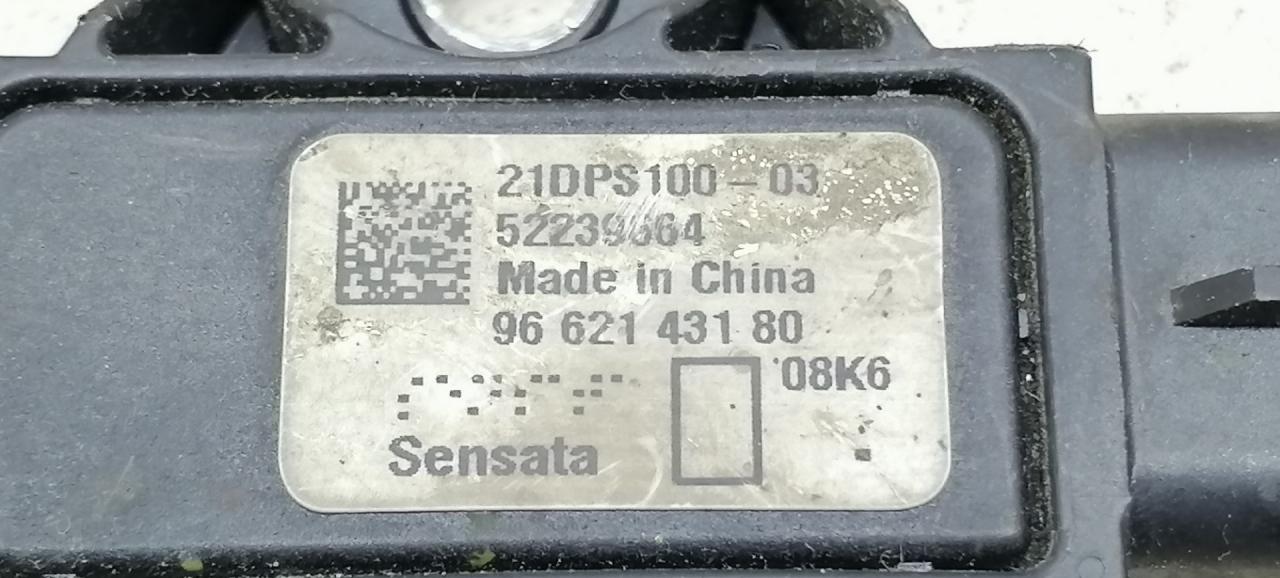 21DPS100-03
Made in China
96 621 431 80
'08K6
Sensata